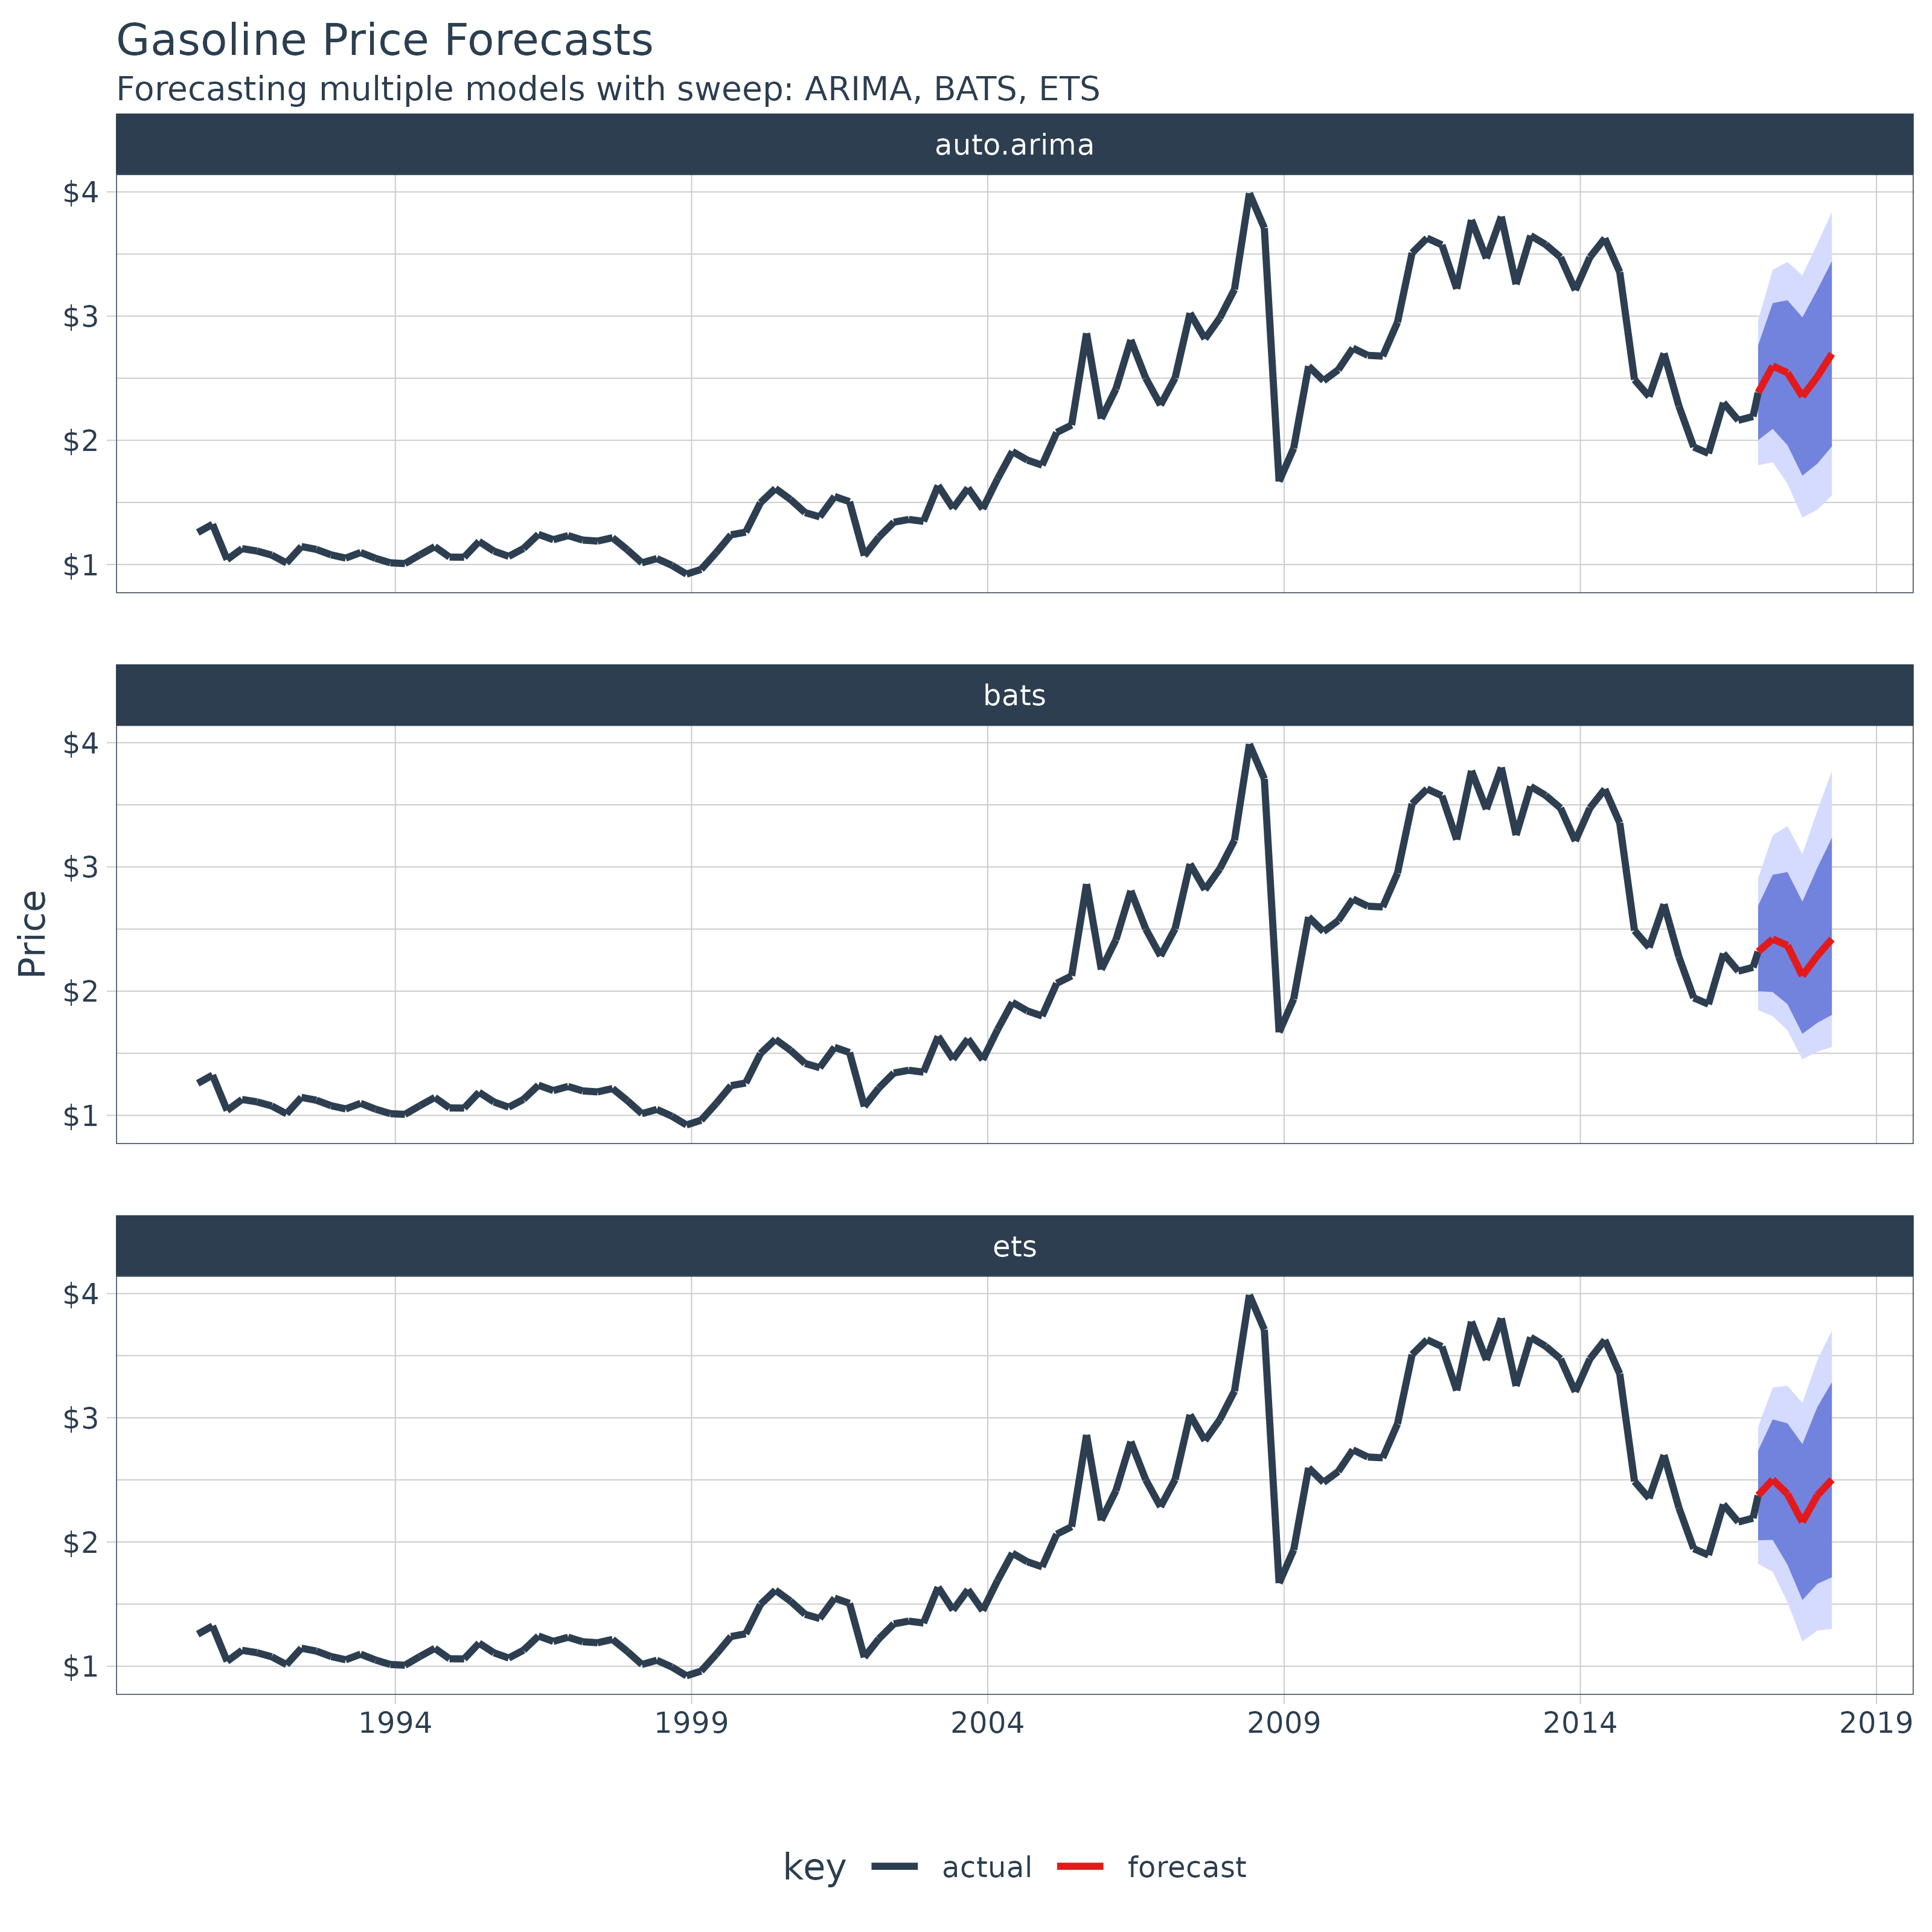 Gasoline Price Forecasts
Forecasting multiple models with sweep: ARIMA, BATS, ETS
auto.arima
$4
$3
$2
$1
bats
$4
$3
$2
$1
Price
ets
$4
$3
$2
$1
1994 1999 2004 2009 2014 2019
key actual forecast